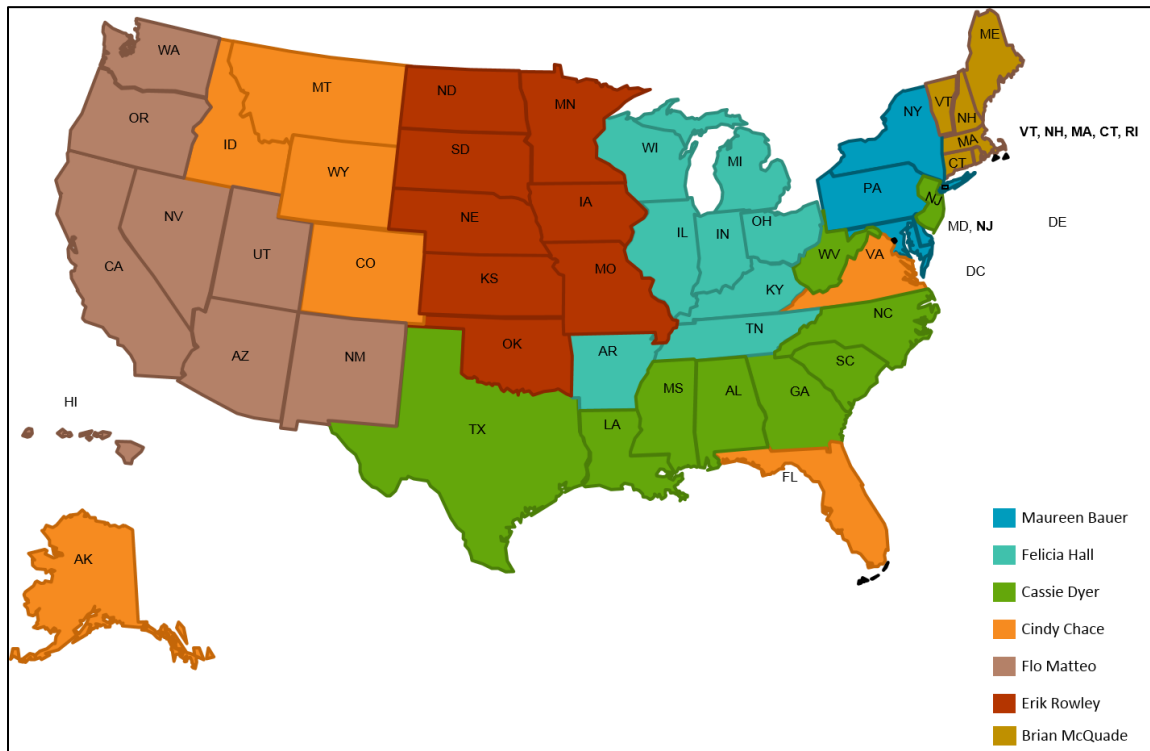 ME
WA
MT
ND
MN
NY
VT
NH
OR
ID
SD
WI
MI
MA
VT, NH, MA, CT, RI
CT
WY
PA
NJ
NE
IA
NV
OH
MD, NJ
DE
UT
IL
IN
CA
CO
MO
WV
VA
DC
KS
KY
NC
TN
AZ
NM
OK
AR
SC
MS
AL
GA
HI
TX
LA
FL
AK
Maureen Bauer
Felicia Hall
Cassie Dyer
Cindy Chace
Flo Matteo
Erik Rowley
Brian McQuade